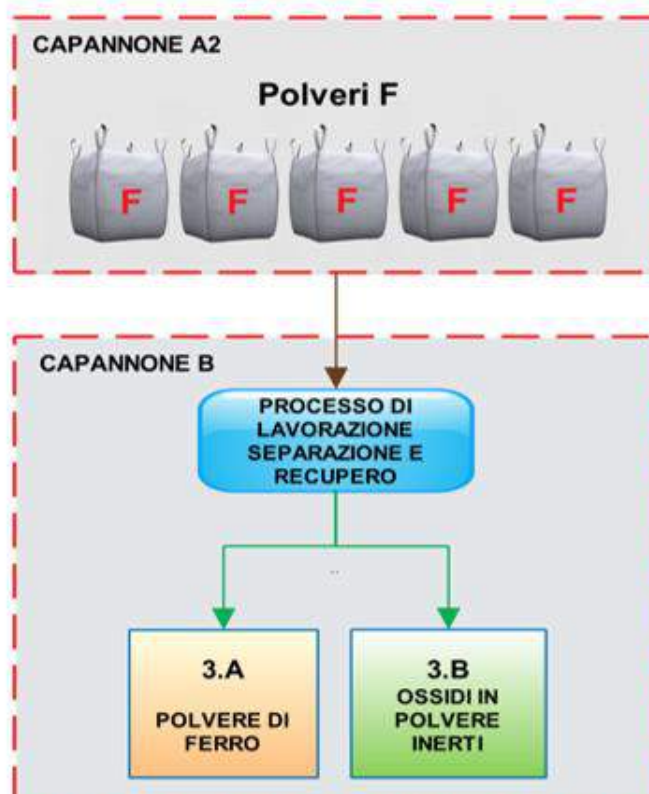 CAPANNONE A2
Polveri F
F F F F F
CAPANNONE B
PROCESSO DI
LAVORAZIONE
SEPARAZIONE E
RECUPERO
..
3.A
POLVERE DI
FERRO
3.B
OSSIDI IN
POLVERE
INERTI